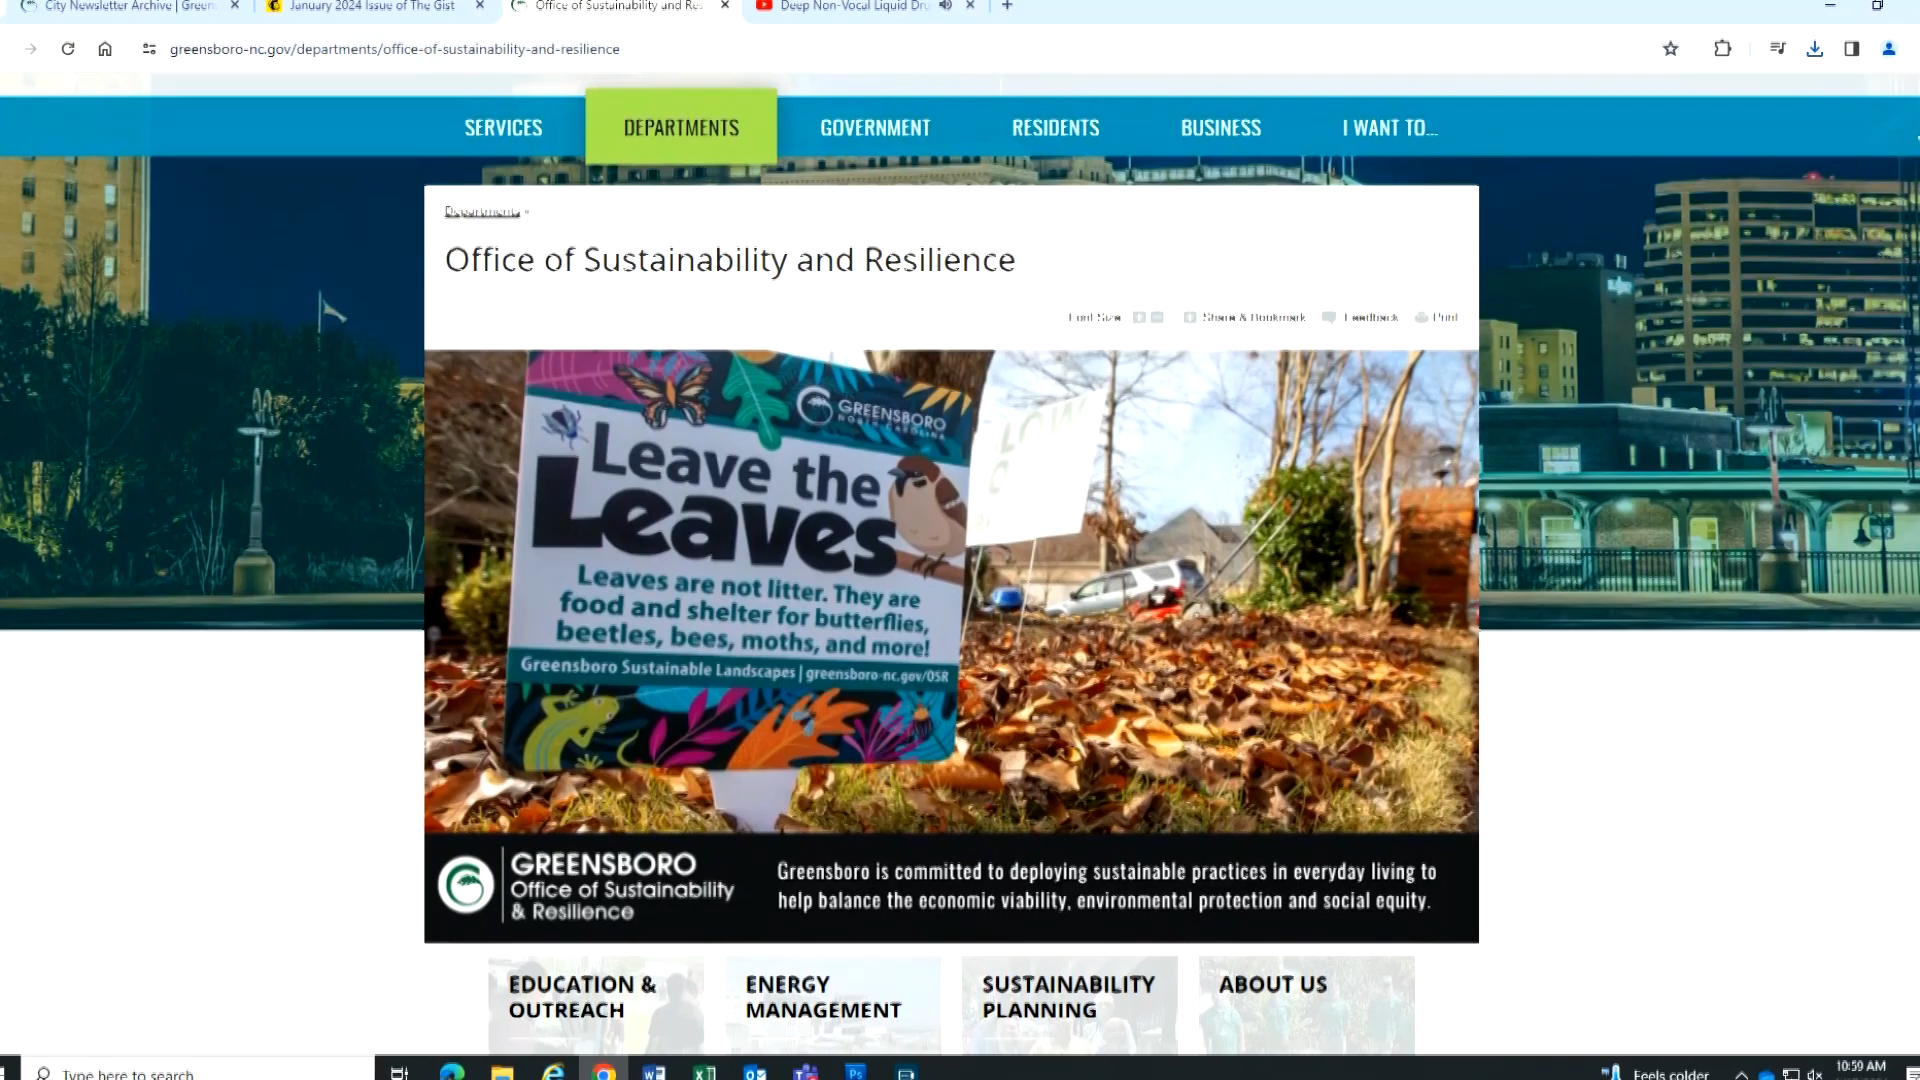 City Newsletter Archive | Green
January 2024 Issue of The Gist
Office of Sustainability and Re
Deep Non-Vocal Liquid Dru
greensboro-nc.gov/departments/office-of-sustainability-and-resilience
SERVICES
DEPARTMENTS
GOVERNMENT
RESIDENTS
BUSINESS
I WANT TO...
Departments »
Office of Sustainability and Resilience
Font Size
Share & Bookmark
Feedback
Print
GREENSBORO
NORTH CAROLINA
Leave the
Leaves
Leaves are not litter. They are
food and shelter for butterflies,
beetles, bees, moths, and more!
Greensboro Sustainable Landscapes | greensboro-nc.gov/OSR
GREENSBORO
Office of Sustainability
& Resilience
Greensboro is committed to deploying sustainable practices in everyday living to
help balance the economic viability, environmental protection and social equity.
EDUCATION &
OUTREACH
ENERGY
MANAGEMENT
SUSTAINABILITY
PLANNING
ABOUT US
Type here to search
Feels colder
10:59 AM